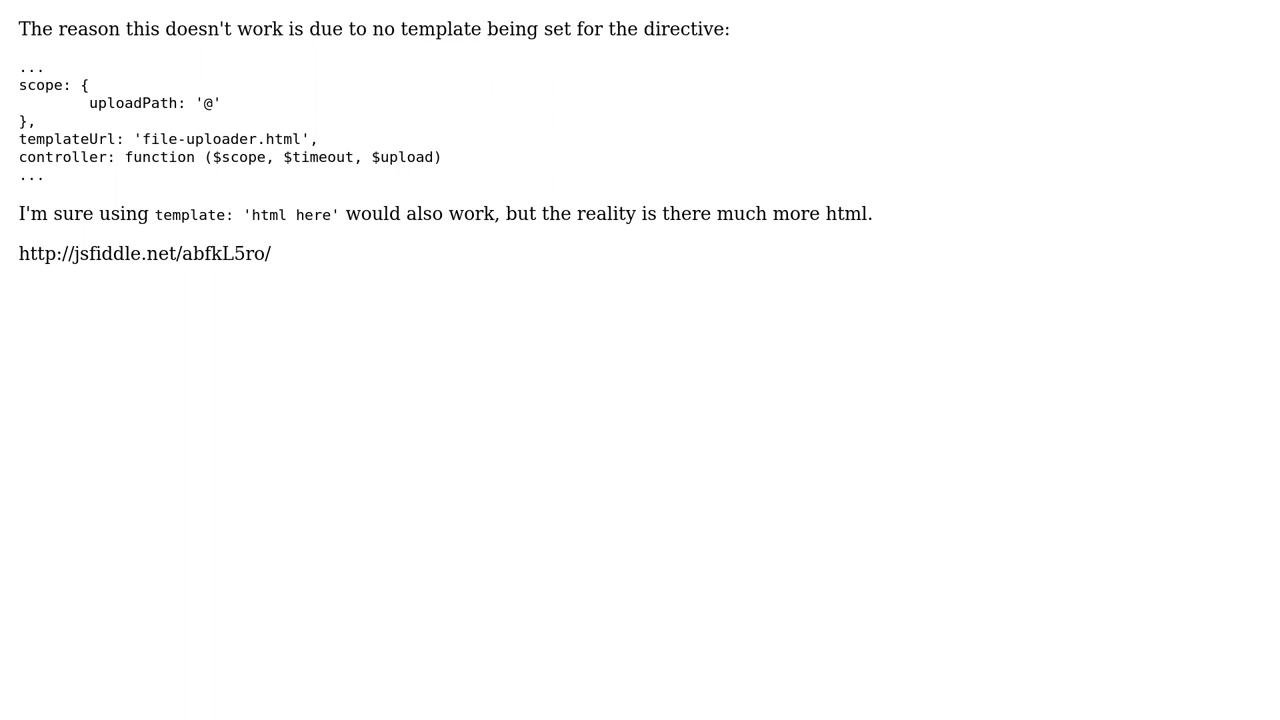 The reason this doesn't work is due to no template being set for the directive:
...
scope: {
        uploadPath: '@'
},
templateUrl: 'file-uploader.html',
controller: function ($scope, $timeout, $upload)
...
I'm sure using template: 'html here' would also work, but the reality is there much more html.
http://jsfiddle.net/abfkL5ro/